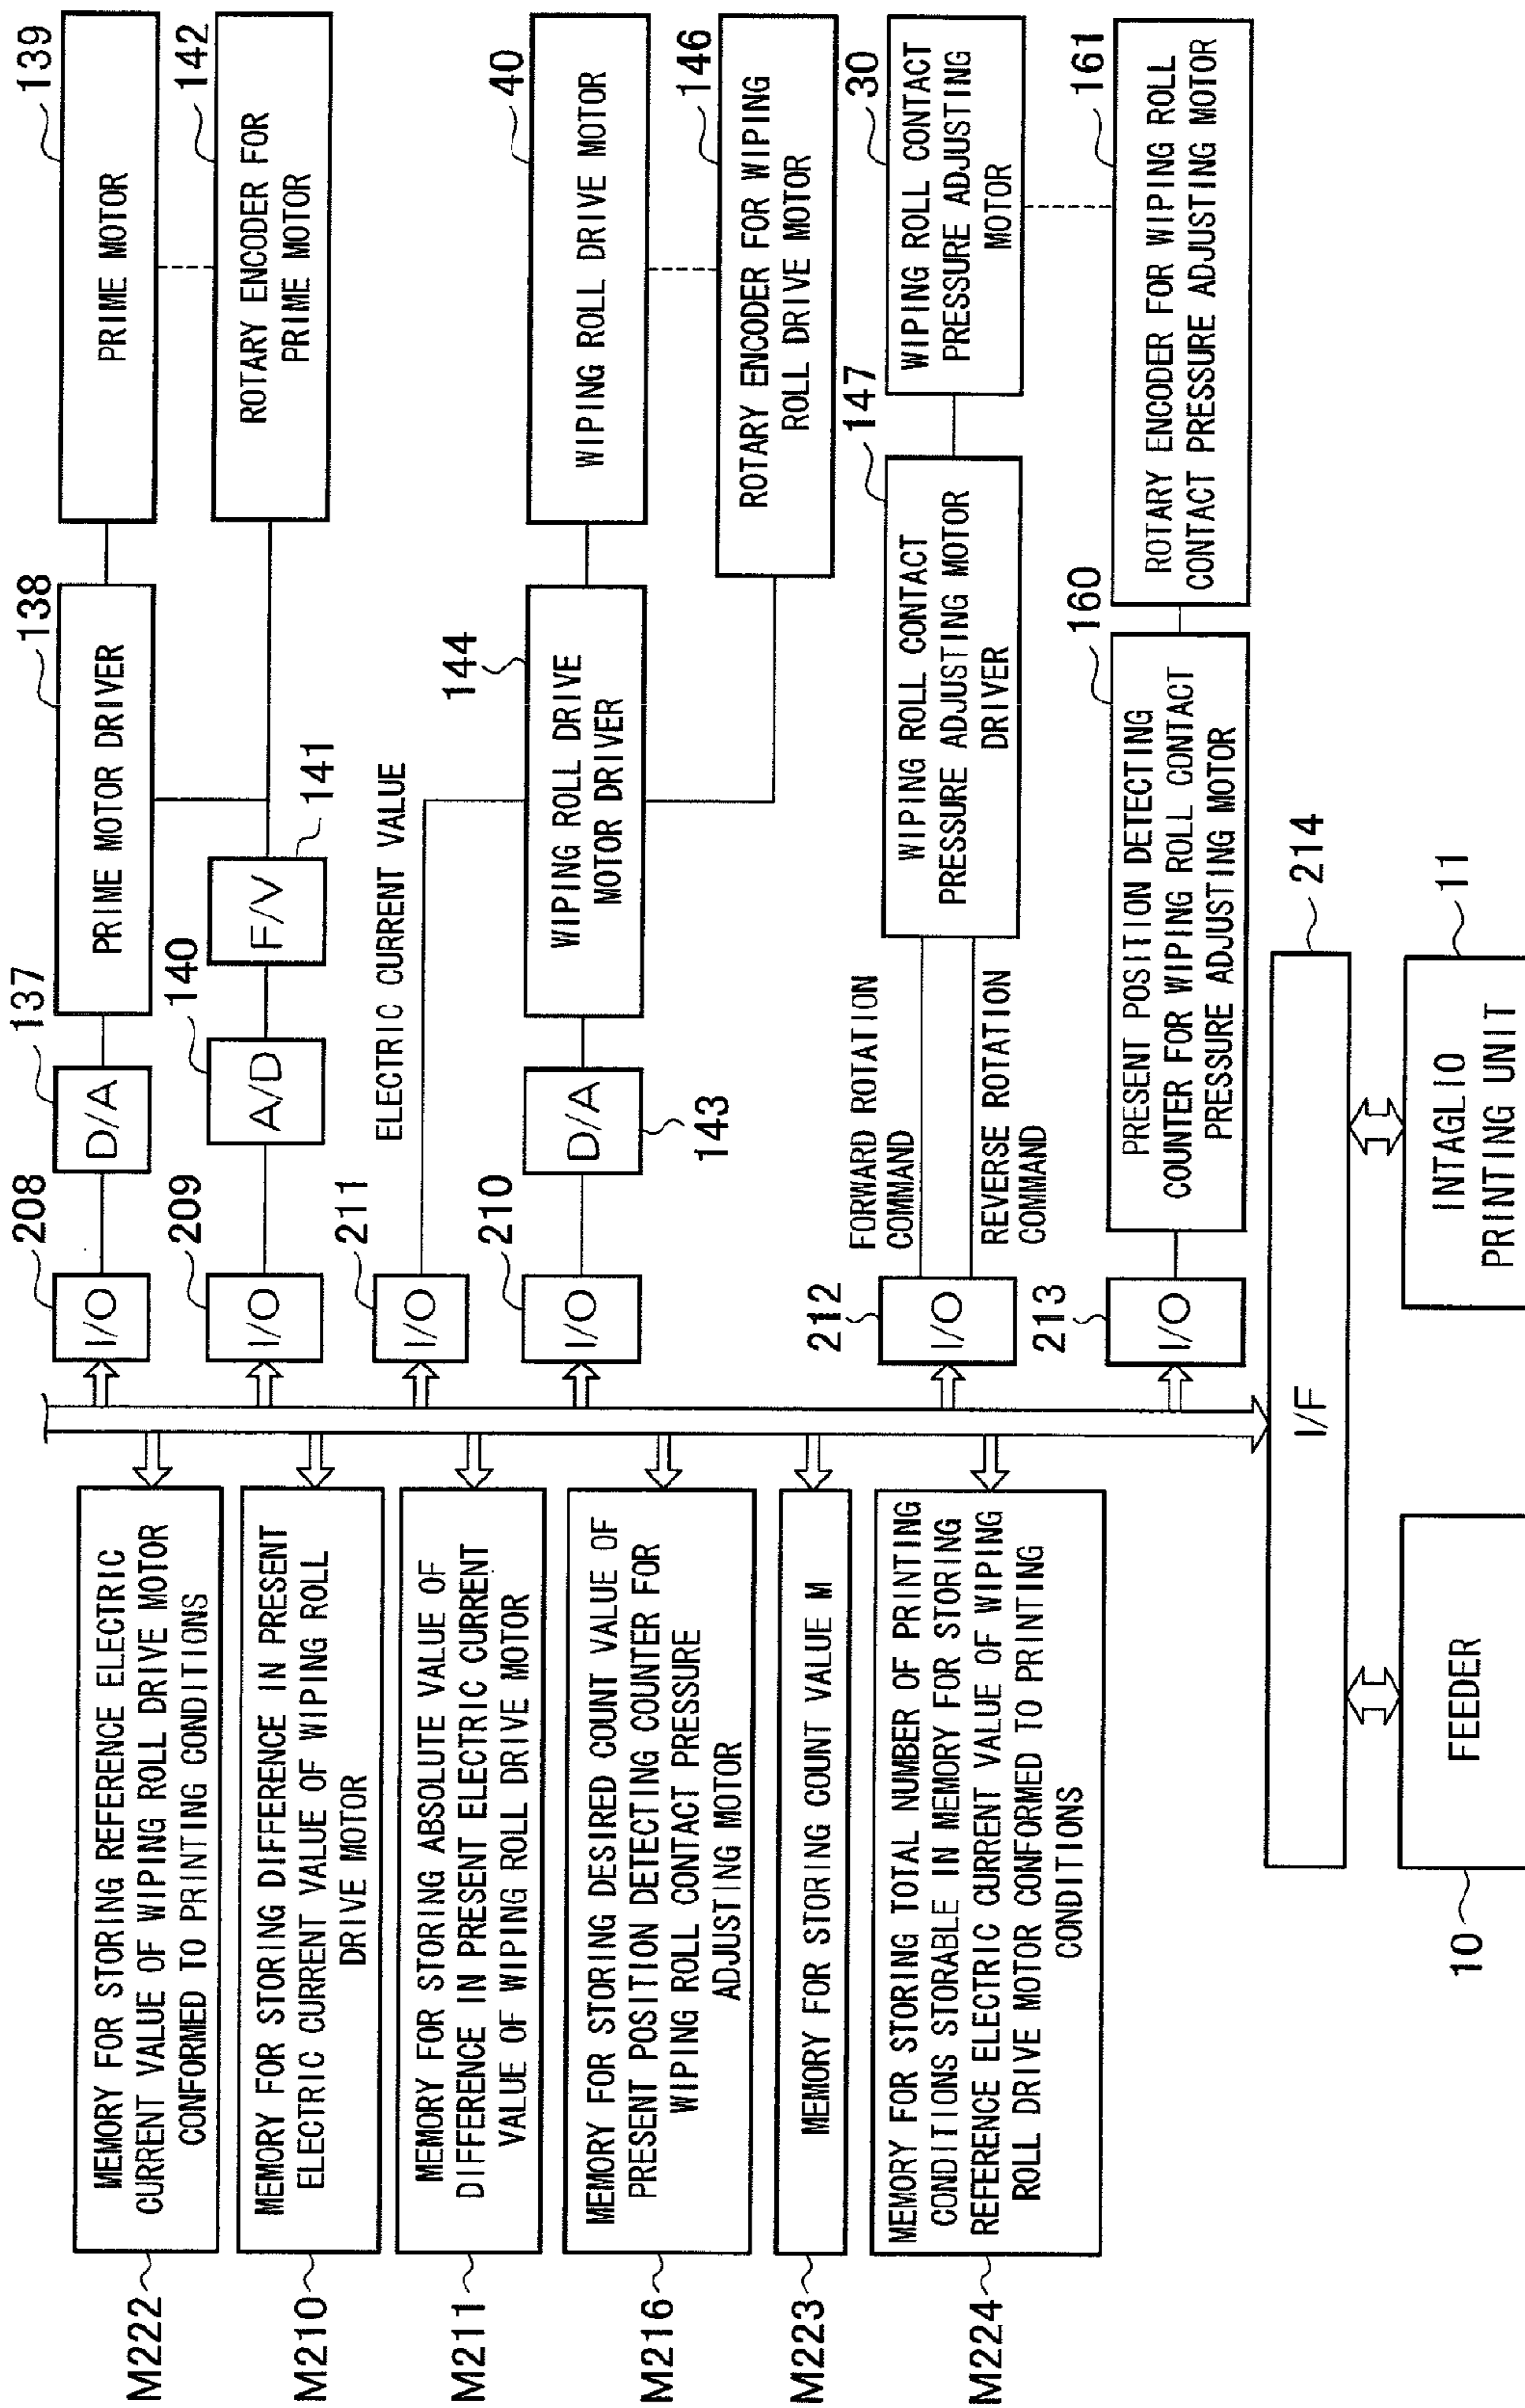 M222
MEMORY FOR STORING REFERENCE ELECTRIC
CURRENT VALUE OF WIPING ROLL DRIVE MOTOR
CONFORMED TO PRINTING CONDITIONS
M210
MEMORY FOR STORING DIFFERENCE IN PRESENT
ELECTRIC CURRENT VALUE OF WIPING ROLL
DRIVE MOTOR
M211
MEMORY FOR STORING ABSOLUTE VALUE OF
DIFFERENCE IN PRESENT ELECTRIC CURRENT
VALUE OF WIPING ROLL DRIVE MOTOR
M216
MEMORY FOR STORING DESIRED COUNT VALUE OF
PRESENT POSITION DETECTING COUNTER FOR
WIPING ROLL CONTACT PRESSURE
ADJUSTING MOTOR
M223
MEMORY FOR STORING COUNT VALUE M
M224
MEMORY FOR STORING TOTAL NUMBER OF PRINTING
CONDITIONS STORABLE IN MEMORY FOR STORING
REFERENCE ELECTRIC CURRENT VALUE OF WIPING
ROLL DRIVE MOTOR CONFORMED TO PRINTING
CONDITIONS
208
I/O
137
D/A
138
PRIME MOTOR DRIVER
139
PRIME MOTOR
209
I/O
140
A/D
141
F/V
142
ROTARY ENCODER FOR
PRIME MOTOR
211
I/O
ELECTRIC CURRENT VALUE
210
I/O
D/A
143
144
WIPING ROLL DRIVE
MOTOR DRIVER
40
WIPING ROLL DRIVE MOTOR
146
ROTARY ENCODER FOR WIPING
ROLL DRIVE MOTOR
212
I/O
FORWARD ROTATION
COMMAND
REVERSE ROTATION
COMMAND
147
WIPING ROLL CONTACT
PRESSURE ADJUSTING MOTOR
DRIVER
30
WIPING ROLL CONTACT
PRESSURE ADJUSTING
MOTOR
213
I/O
160
PRESENT POSITION DETECTING
COUNTER FOR WIPING ROLL CONTACT
PRESSURE ADJUSTING MOTOR
161
ROTARY ENCODER FOR WIPING ROLL
CONTACT PRESSURE ADJUSTING MOTOR
I/F
214
10
FEEDER
INTAGLIO
PRINTING UNIT
11